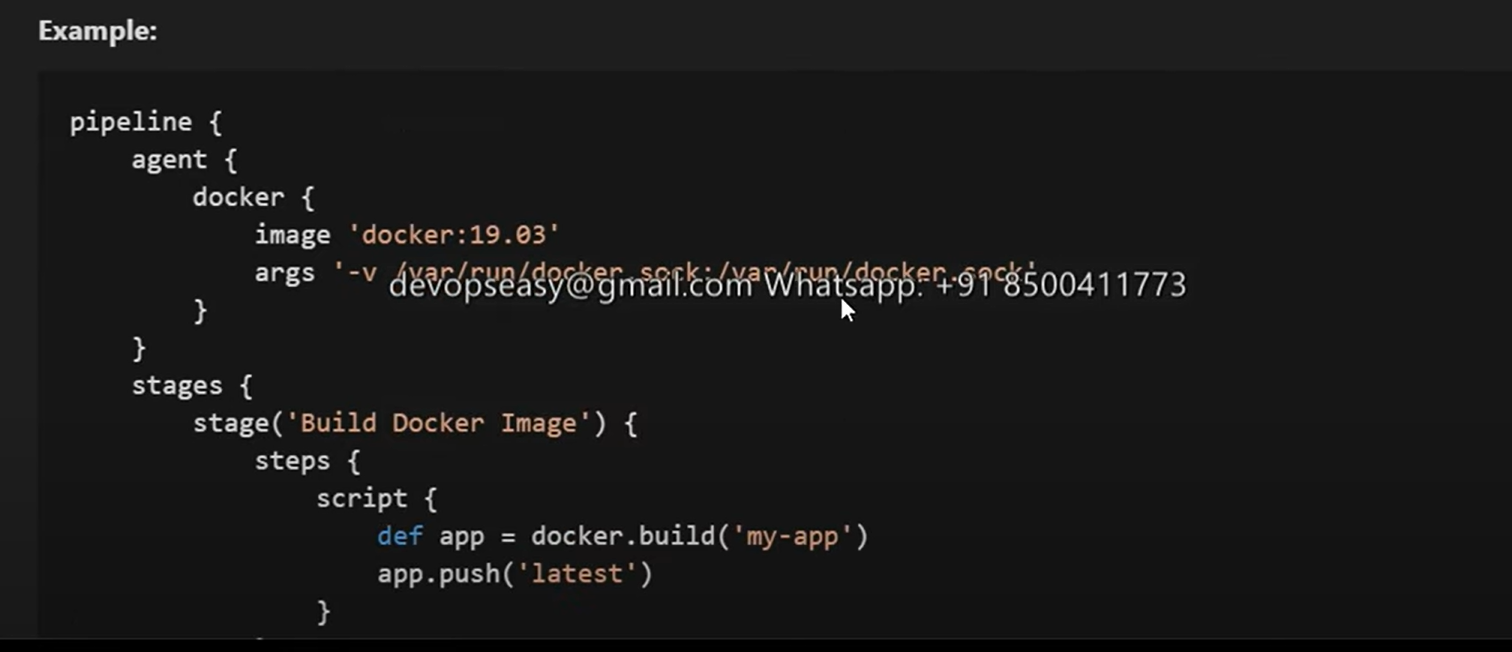 Example:
pipeline {
agent {
docker {
image 'docker:19.03'
args '-v /var/run/docker.sock:/var/run/docker.sock'
devopseasy@gmail.com Whatsapp: +91 8500411773
}
}
stages {
stage('Build Docker Image') {
steps {
script {
def app = docker.build('my-app')
app.push('latest')
}